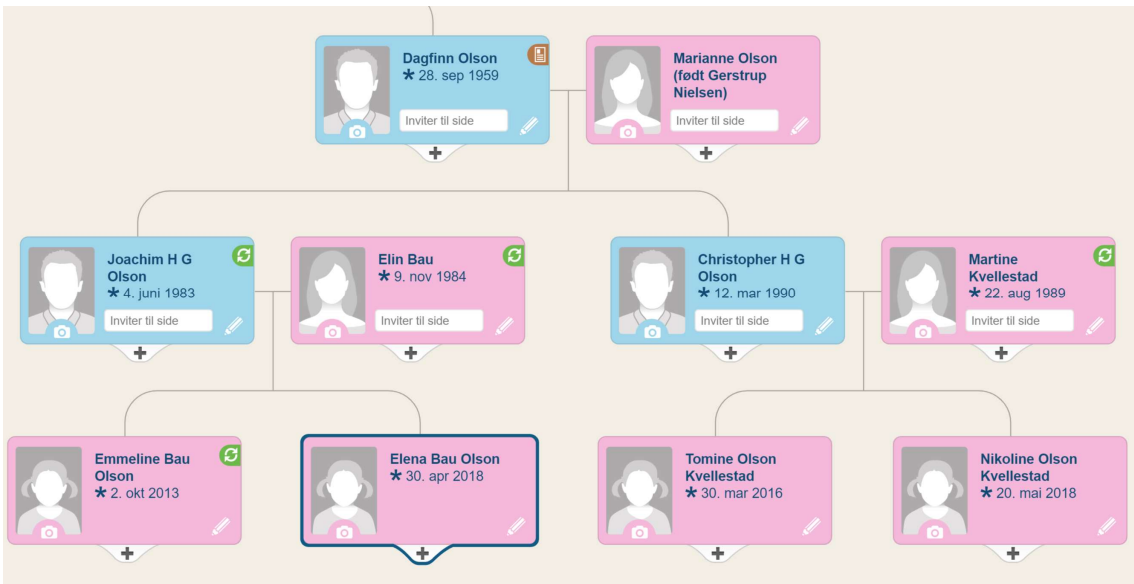 Dagfinn Olson
* 28. sep 1959
Inviter til side
Marianne Olson
(født Gerstrup
Nielsen)
Inviter til side
Joachim H G
Olson
* 4. juni 1983
Inviter til side
Elin Bau
* 9. nov 1984
Christopher H G
Olson
* 12. mar 1990
Inviter til side
Martine
Kvellestad
* 22. aug 1989
Inviter til side
Emmeline Bau
Olson
* 2. okt 2013
Elena Bau Olson
* 30. apr 2018
Tomine Olson
Kvellestad
* 30. mar 2016
Nikoline Olson
Kvellestad
* 20. mai 2018